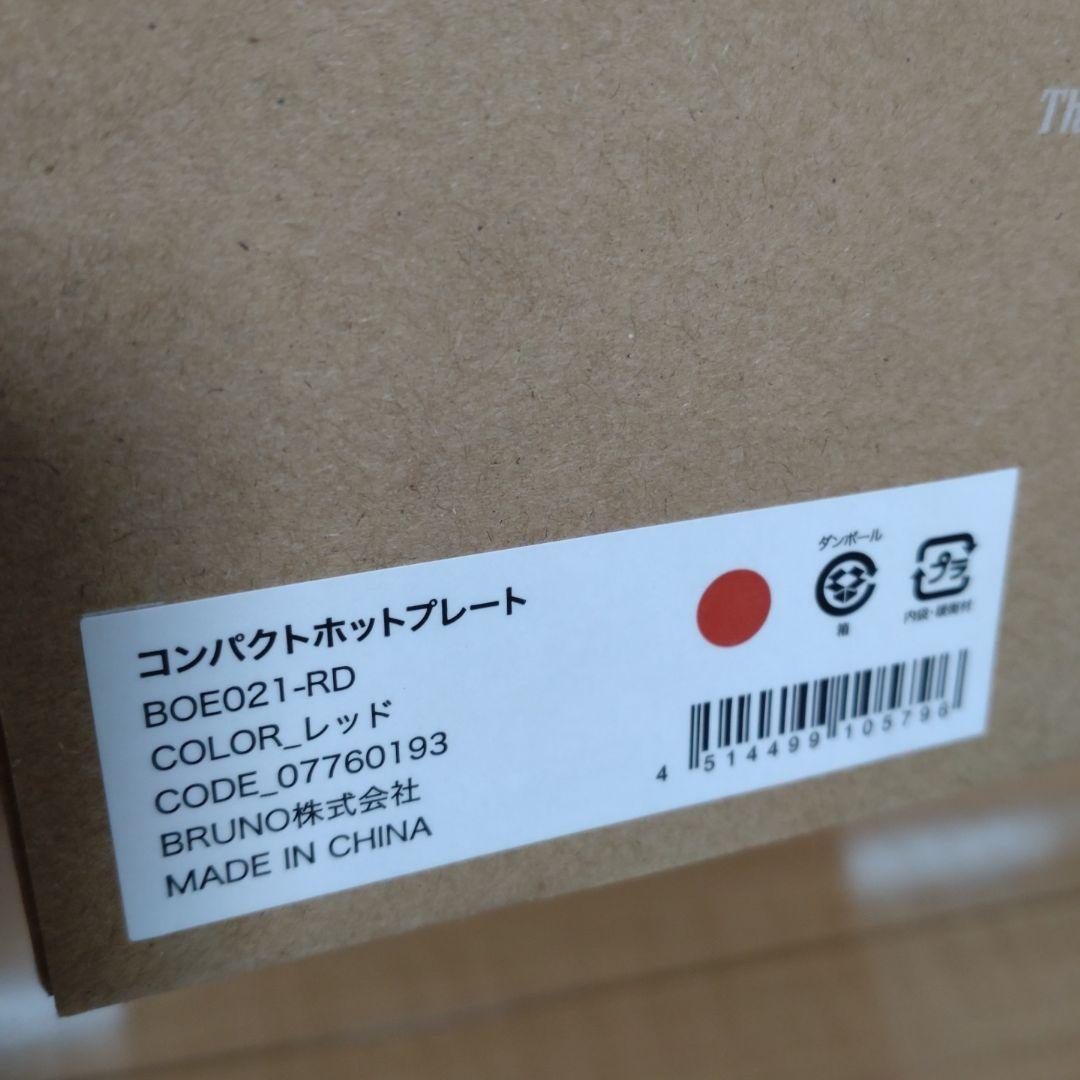 Th
コンパクトホットプレート
BOE021-RD
COLOR_レッド
CODE_07760193
BRUNO株式会社
MADE IN CHINA
ダンボール
箱
プラ
内袋・緩衝材
4 514499 105796